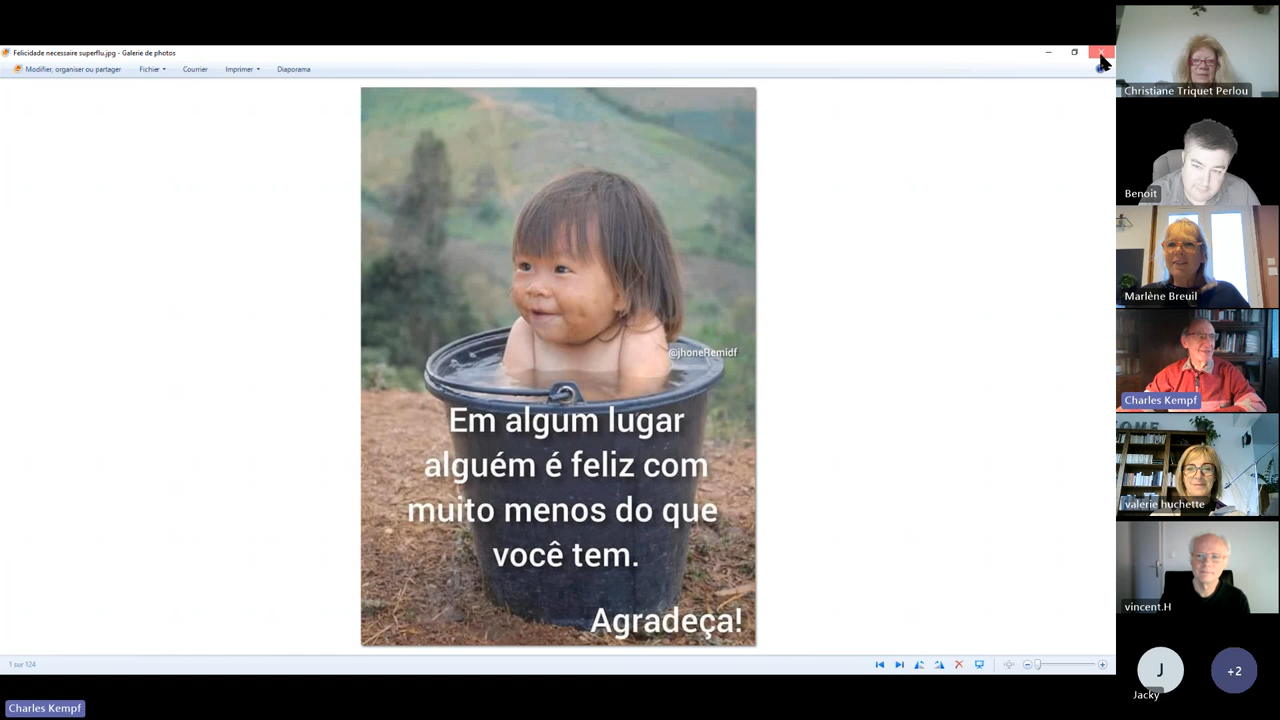 Felicidade necessaire superflu.jpg - Galerie de photos
Modifier, organiser ou partager Fichier Courrier Imprimer Diaporama
@jhoneRemidf
Em algum lugar
alguém é feliz com
muito menos do que
você tem.
Agradeça!
1 sur 124
Charles Kempf
Christiane Triquet Perlou
Benoit
Marlène Breuil
HOME
Charles Kempf
valerie huchette
vincent.H
J
Jacky
+2